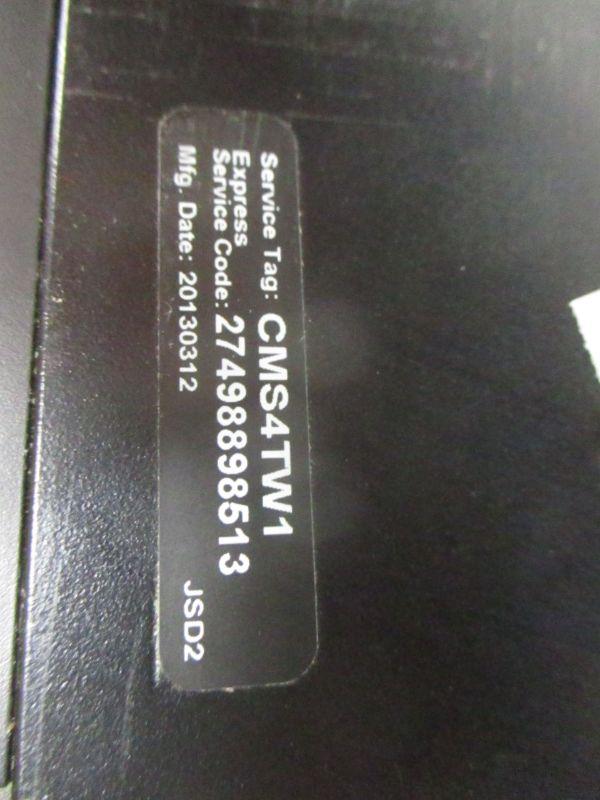 Service Tag: CMS4TW1
Express
Service Code: 27498898513
Mfg. Date: 20130312 JSD2